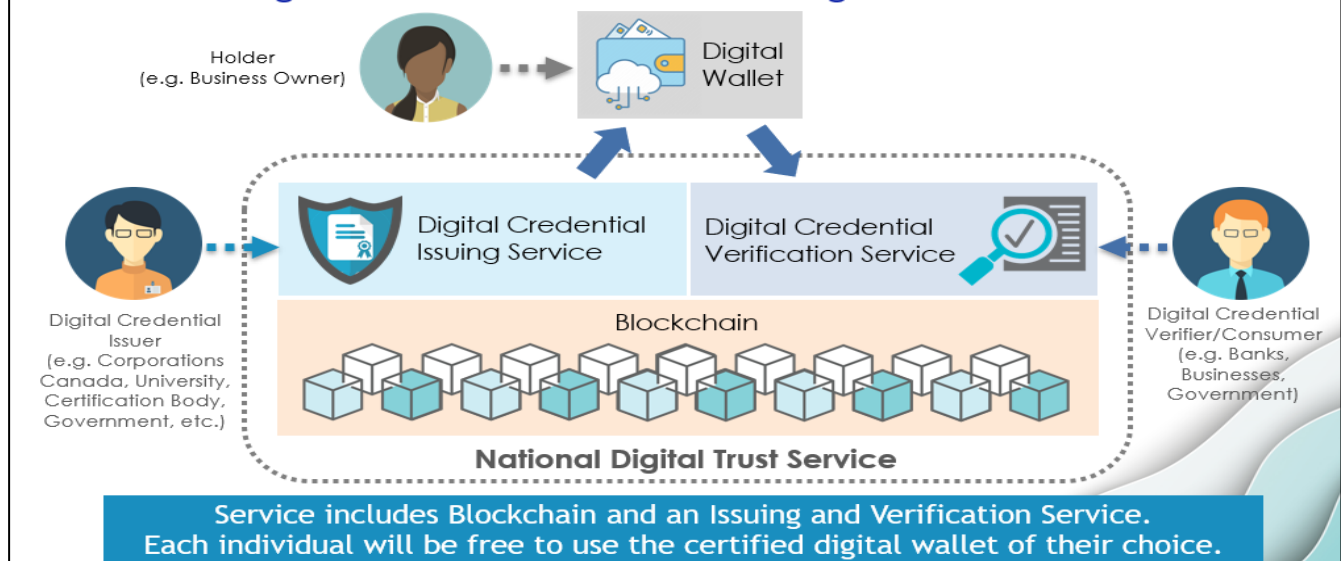 Holder
(e.g. Business Owner)
Digital
Wallet
Digital Credential
Issuing Service
Digital Credential
Verification Service
Digital Credential
Issuer
(e.g. Corporations
Canada, University,
Certification Body,
Government, etc.)
Blockchain
Digital Credential
Verifier/Consumer
(e.g. Banks,
Businesses,
Government)
National Digital Trust Service
Service includes Blockchain and an Issuing and Verification Service.
Each individual will be free to use the certified digital wallet of their choice.